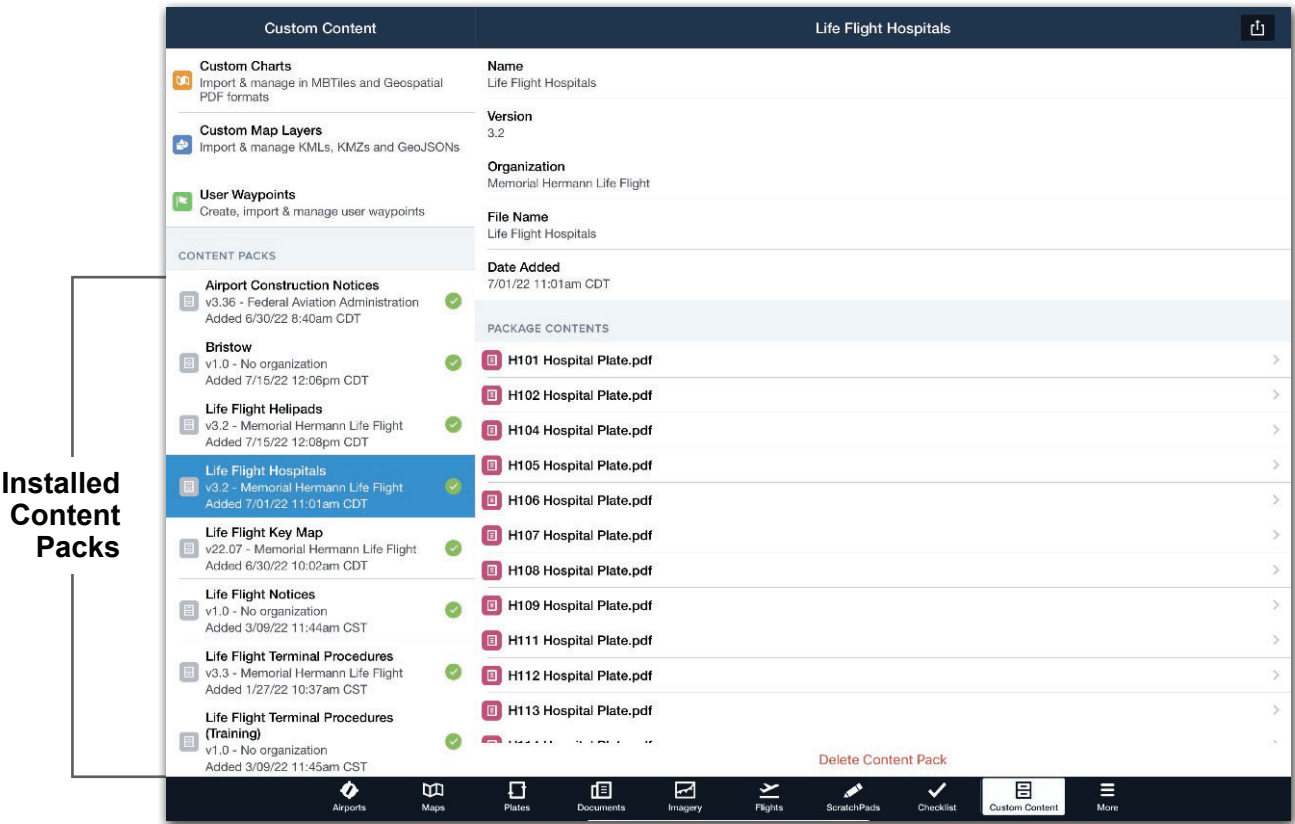 Custom Content
Life Flight Hospitals
Custom Charts
Import & manage in MBTiles and Geospatial
PDF formats
Custom Map Layers
Import & manage KMLs, KMZs and GeoJSONs
User Waypoints
Create, import & manage user waypoints
CONTENT PACKS
Airport Construction Notices
v3.36 - Federal Aviation Administration
Added 6/30/22 8:40am CDT
Bristow
v1.0 - No organization
Added 7/15/22 12:06pm CDT
Life Flight Helipads
v3.2 - Memorial Hermann Life Flight
Added 7/15/22 12:08pm CDT
Life Flight Hospitals
v3.2 - Memorial Hermann Life Flight
Added 7/01/22 11:01am CDT
Life Flight Key Map
v22.07 - Memorial Hermann Life Flight
Added 6/30/22 10:02am CDT
Life Flight Notices
v1.0 - No organization
Added 3/09/22 11:44am CST
Life Flight Terminal Procedures
v3.3 - Memorial Hermann Life Flight
Added 1/27/22 10:37am CST
Life Flight Terminal Procedures
(Training)
v1.0 - No organization
Added 3/09/22 11:45am CST
Installed
Content
Packs
Name
Life Flight Hospitals
Version
3.2
Organization
Memorial Hermann Life Flight
File Name
Life Flight Hospitals
Date Added
7/01/22 11:01am CDT
PACKAGE CONTENTS
H101 Hospital Plate.pdf
H102 Hospital Plate.pdf
H104 Hospital Plate.pdf
H105 Hospital Plate.pdf
H106 Hospital Plate.pdf
H107 Hospital Plate.pdf
H108 Hospital Plate.pdf
H109 Hospital Plate.pdf
H111 Hospital Plate.pdf
H112 Hospital Plate.pdf
H113 Hospital Plate.pdf
Delete Content Pack
Airports
Maps
Plates
Documents
Imagery
Flights
ScratchPads
Checklist
Custom Content
More